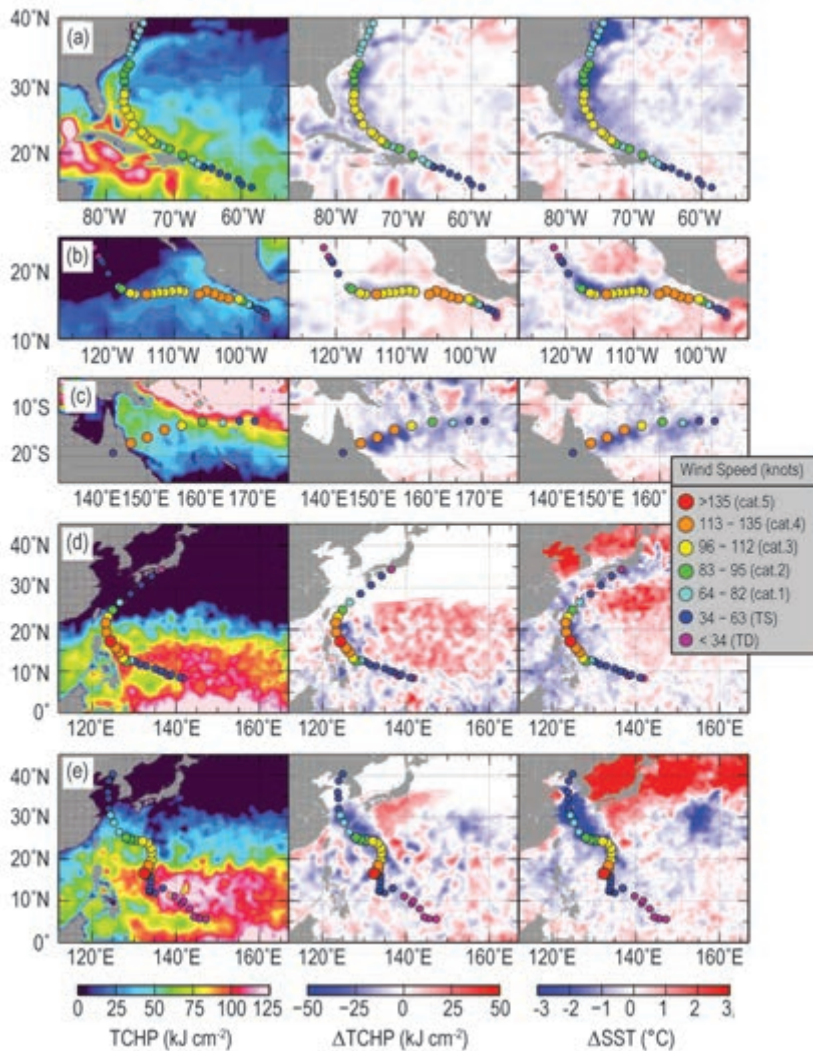 40°N
(a)
30°N
20°N
80°W 70°W 60°W 80°W 70°W 60°W 80°W 70°W 60°W
20°N
(b)
10°N
120°W 110°W 100°W 120°W 110°W 100°W 120°W 110°W 100°W
(c)
10°S
20°S
140°E 150°E 160°E 170°E 140°E 150°E 160°E 170°E 140°E 150°E 160°
Wind Speed (knots)
>135 (cat.5)
113 – 135 (cat.4)
96 – 112 (cat.3)
83 – 95 (cat.2)
64 – 82 (cat.1)
34 – 63 (TS)
< 34 (TD)
40°N
(d)
30°N
20°N
10°N
0°
120°E 140°E 160°E 120°E 140°E 160°E 120°E 140°E 160°E
40°N
(e)
30°N
20°N
10°N
0°
120°E 140°E 160°E 120°E 140°E 160°E 120°E 140°E 160°E
0 25 50 75 100 125 −50 −25 0 25 50 -3 -2 -1 0 1 2 3
TCHP (kJ cm⁻²) ΔTCHP (kJ cm⁻²) ΔSST (°C)